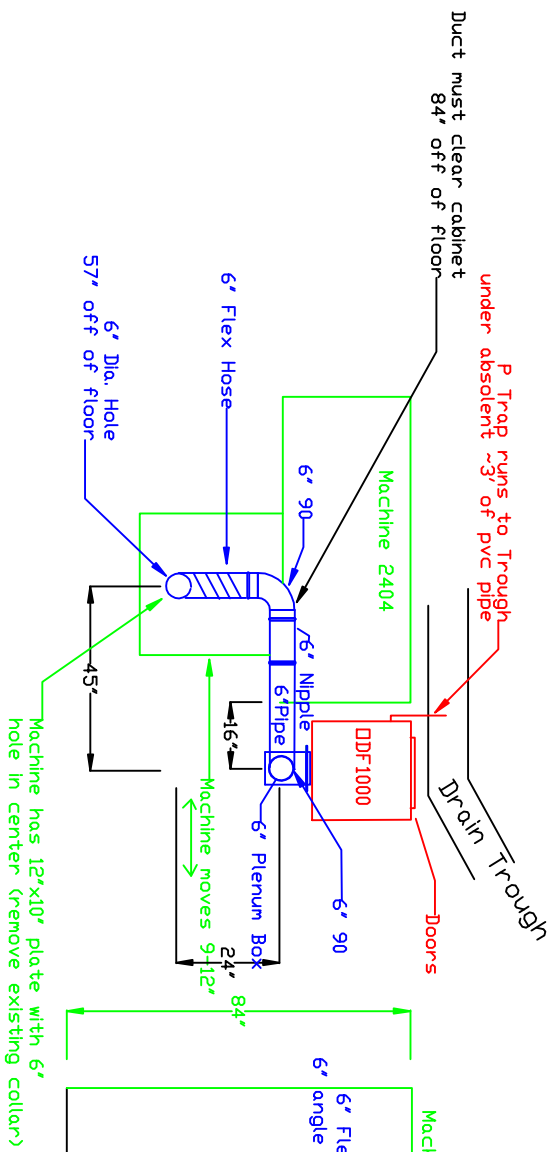 Duct must clear cabinet
84" off of floor
P Trap runs to Trough
under absolent ~3' of pvc pipe
6" Dia. Hole
57" off of floor
6" Flex Hose
6" 90
Machine 2404
6" Nipple
6"Pipe
ODF1000
Drain Trough
Doors
6" 90
6" Plenum Box
45"
16"
24"
Machine moves 9-12"
84"
Machine has 12"x10" plate with 6"
hole in center (remove existing collar)
6" Fle
6" angle
Mach